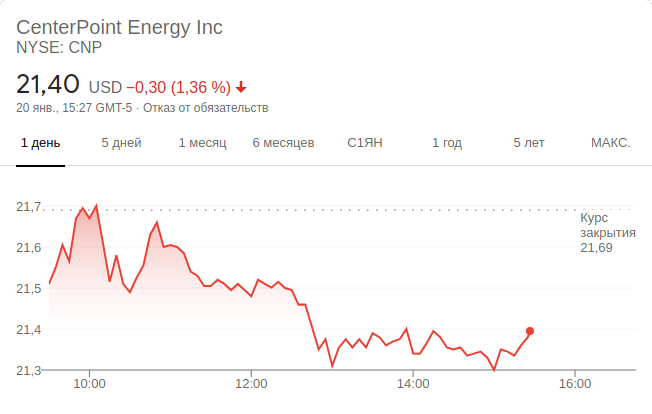 CenterPoint Energy Inc
NYSE: CNP
21,40 USD −0,30 (1,36 %)
20 янв., 15:27 GMT-5 · Отказ от обязательств
1 день 5 дней 1 месяц 6 месяцев С1ЯН 1 год 5 лет МАКС.
21,7
Курс
закрытия
21,69
21,6
21,5
21,4
21,3
10:00 12:00 14:00 16:00